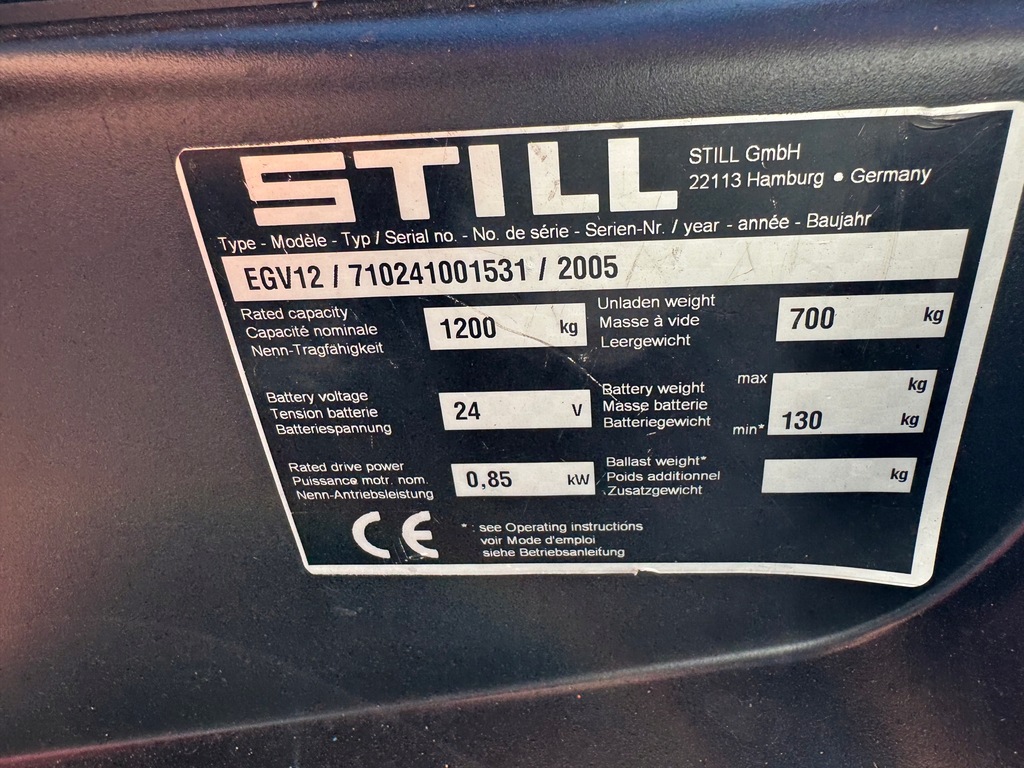 STILL
STILL GmbH
22113 Hamburg • Germany
Type - Modèle - Typ / Serial no. - No. de série - Serien-Nr. / year - année - Baujahr
EGV12 / 710241001531 / 2005
Rated capacity
Capacité nominale
Nenn-Tragfähigkeit
1200 kg
Unladen weight
Masse à vide
Leergewicht
700 kg
Battery voltage
Tension batterie
Batteriespannung
24 V
Battery weight
Masse batterie
Batteriegewicht
max kg
min* 130 kg
Rated drive power
Puissance motr. nom.
Nenn-Antriebsleistung
0,85 kW
Ballast weight*
Poids additionnel
Zusatzgewicht
kg
CE
* : see Operating instructions
voir Mode d'emploi
siehe Betriebsanleifung